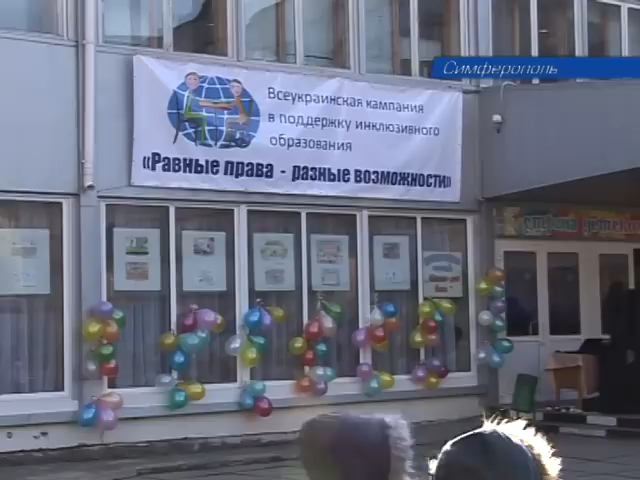 Симферополь
Всеукраинская кампания
в поддержку инклюзивного
образования
«Равные права - разные возможности»